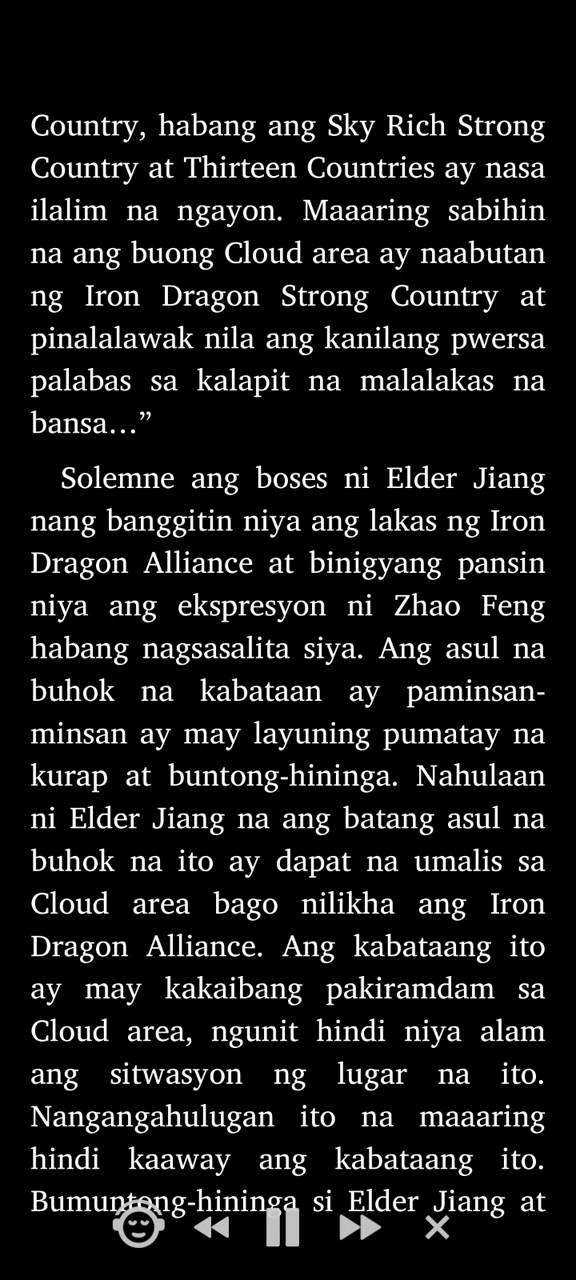 Country, habang ang Sky Rich Strong
Country at Thirteen Countries ay nasa
ilalim na ngayon. Maaaring sabihin
na ang buong Cloud area ay naabutan
ng Iron Dragon Strong Country at
pinalalawak nila ang kanilang pwersa
palabas sa kalapit na malalakas na
bansa…”
Solemne ang boses ni Elder Jiang
nang banggitin niya ang lakas ng Iron
Dragon Alliance at binigyang pansin
niya ang ekspresyon ni Zhao Feng
habang nagsasalita siya. Ang asul na
buhok na kabataan ay paminsan-
minsan ay may layuning pumatay na
kurap at buntong-hininga. Nahulaan
ni Elder Jiang na ang batang asul na
buhok na ito ay dapat na umalis sa
Cloud area bago nilikha ang Iron
Dragon Alliance. Ang kabataang ito
ay may kakaibang pakiramdam sa
Cloud area, ngunit hindi niya alam
ang sitwasyon ng lugar na ito.
Nangangahulugan ito na maaaring
hindi kaaway ang kabataang ito.
Bumuntong-hininga si Elder Jiang at